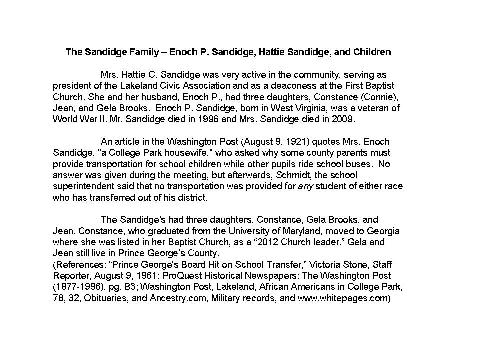 The Sandidge Family – Enoch P. Sandidge, Hattie Sandidge, and Children
Mrs. Hattie C. Sandidge was very active in the community, serving as
president of the Lakeland Civic Association and as a deaconess at the First Baptist
Church. She and her husband, Enoch P., had three daughters, Constance (Connie),
Jean, and Gela Brooks. Enoch P. Sandidge, born in West Virginia, was a veteran of
World War II. Mr. Sandidge died in 1996 and Mrs. Sandidge died in 2009.
An article in the Washington Post (August 9, 1921) quotes Mrs. Enoch
Sandidge, "a College Park housewife," who asked why some county parents must
provide transportation for school children while other pupils ride school buses. No
answer was given during the meeting, but afterwards, Schmidt, the school
superintendent said that no transportation was provided for any student of either race
who has transferred out of his district.
The Sandidge's had three daughters, Constance, Gela Brooks, and
Jean. Constance, who graduated from the University of Maryland, moved to Georgia
where she was listed in her Baptist Church, as a "2012 Church leader." Gela and
Jean still live in Prince George's County.
(References: "Prince George's Board Hit on School Transfer," Victoria Stone, Staff
Reporter, August 9, 1961; ProQuest Historical Newspapers: The Washington Post
(1877-1996), pg. B3; Washington Post, Lakeland, African Americans in College Park,
78, 32, Obituaries, and Ancestry.com, Military records, and www.whitepages.com)